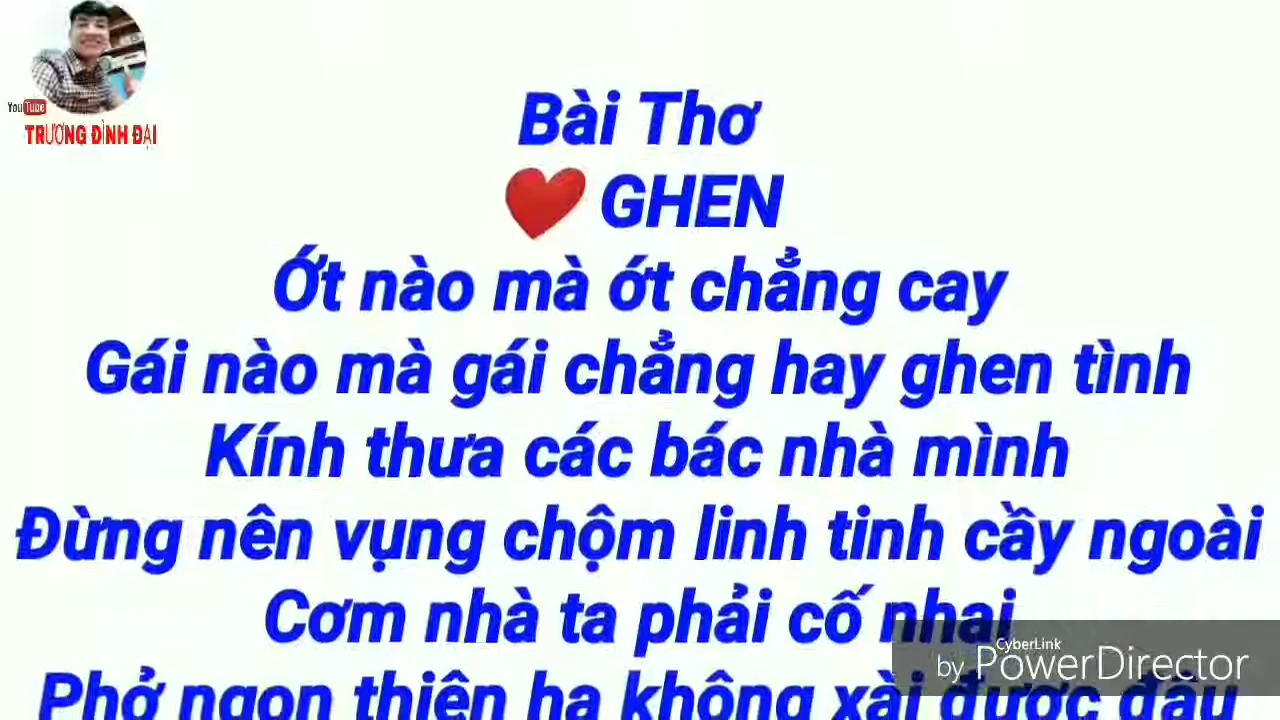 YouTube
TRƯƠNG ĐÌNH ĐẠI
Bài Thơ
❤️ GHEN
Ớt nào mà ớt chẳng cay
Gái nào mà gái chẳng hay ghen tình
Kính thưa các bác nhà mình
Đừng nên vụng chộm linh tinh cầy ngoài
Cơm nhà ta phải cố nhai
Phở ngon thiên hạ không xài được đâu
CyberLink
by PowerDirector